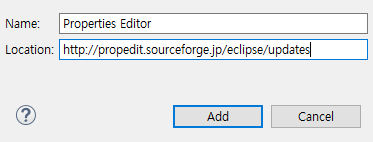 Name: Properties Editor
Location: http://propedit.sourceforge.jp/eclipse/updates
? Add Cancel